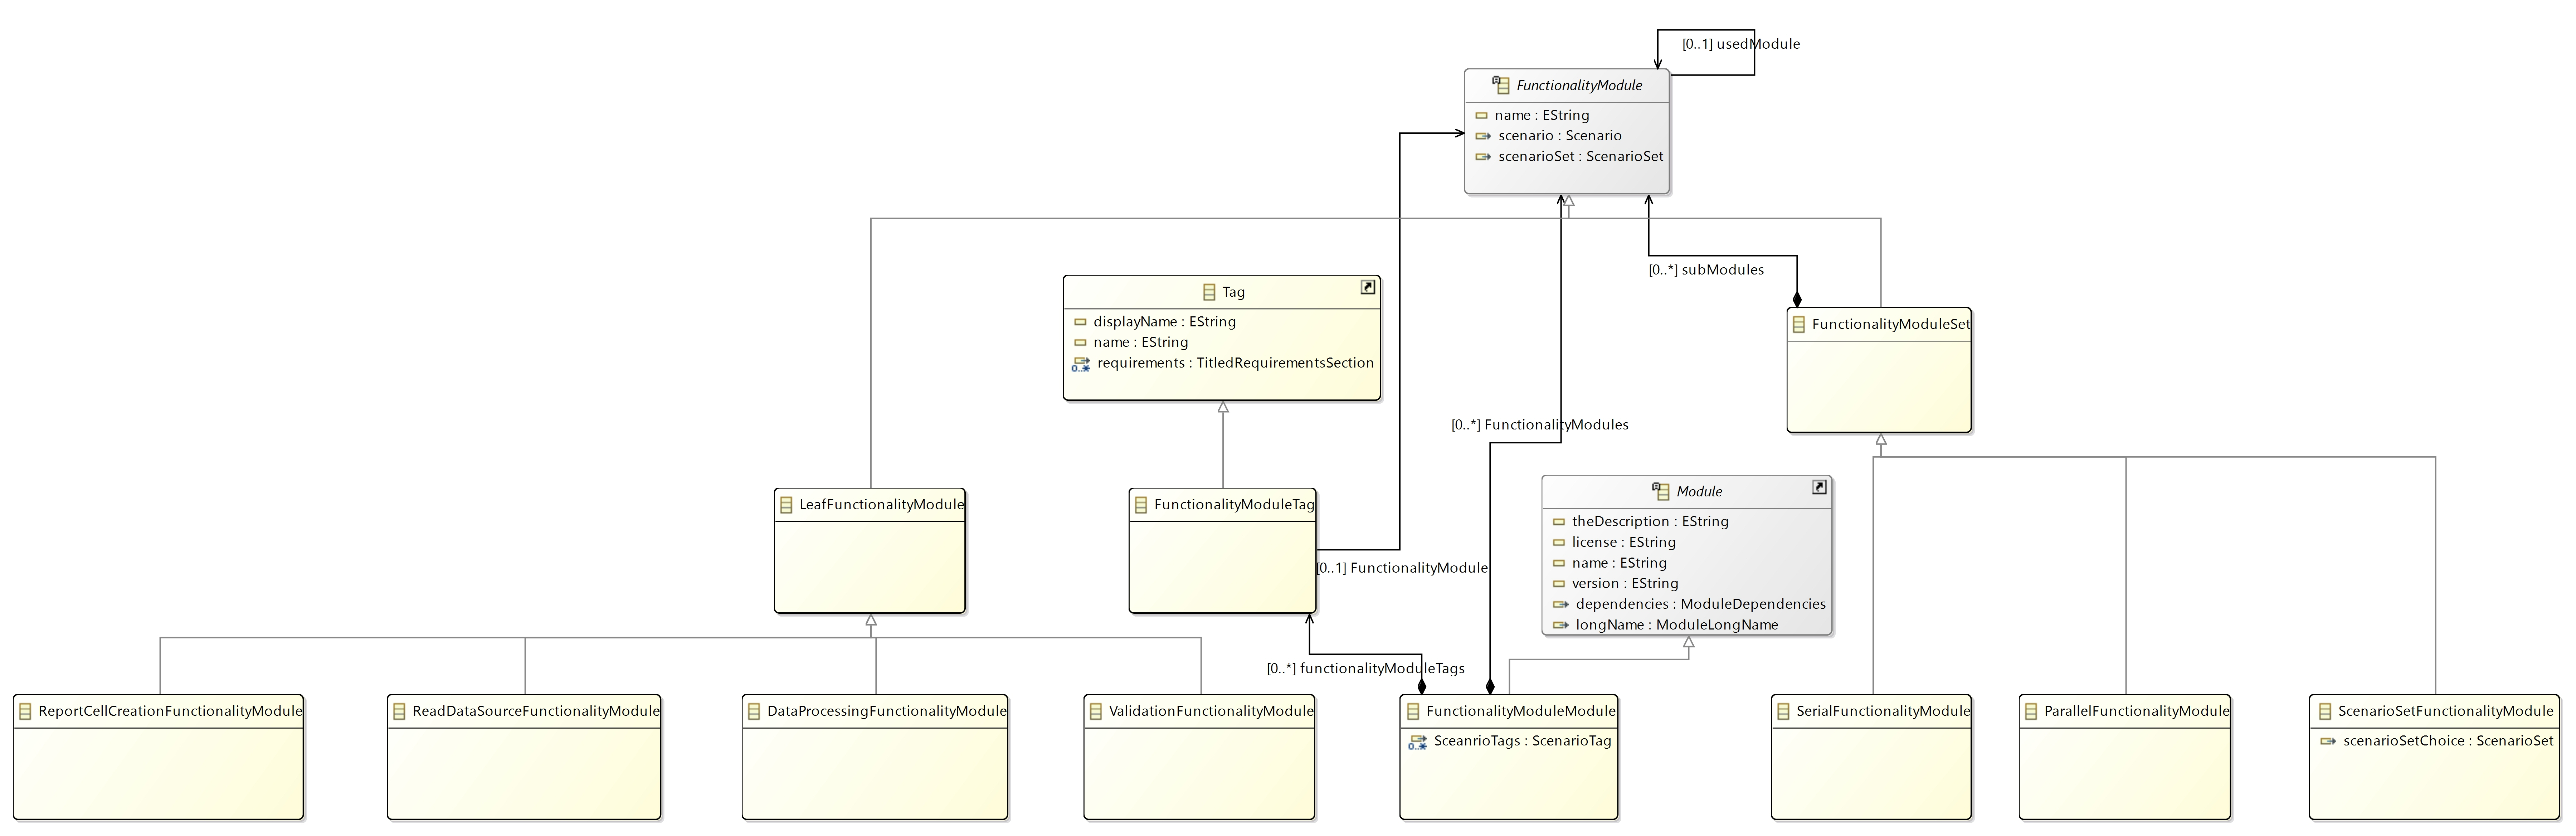 [0..1] usedModule
FunctionalityModule
name : EString
scenario : Scenario
scenarioSet : ScenarioSet
[0..*] subModules
Tag
displayName : EString
name : EString
0..*
requirements : TitledRequirementsSection
FunctionalityModuleSet
[0..*] FunctionalityModules
LeafFunctionalityModule
FunctionalityModuleTag
[0..1] FunctionalityModule
Module
theDescription : EString
license : EString
name : EString
version : EString
dependencies : ModuleDependencies
longName : ModuleLongName
[0..*] functionalityModuleTags
ReportCellCreationFunctionalityModule
ReadDataSourceFunctionalityModule
DataProcessingFunctionalityModule
ValidationFunctionalityModule
FunctionalityModuleModule
0..*
SceanrioTags : ScenarioTag
SerialFunctionalityModule
ParallelFunctionalityModule
ScenarioSetFunctionalityModule
scenarioSetChoice : ScenarioSet